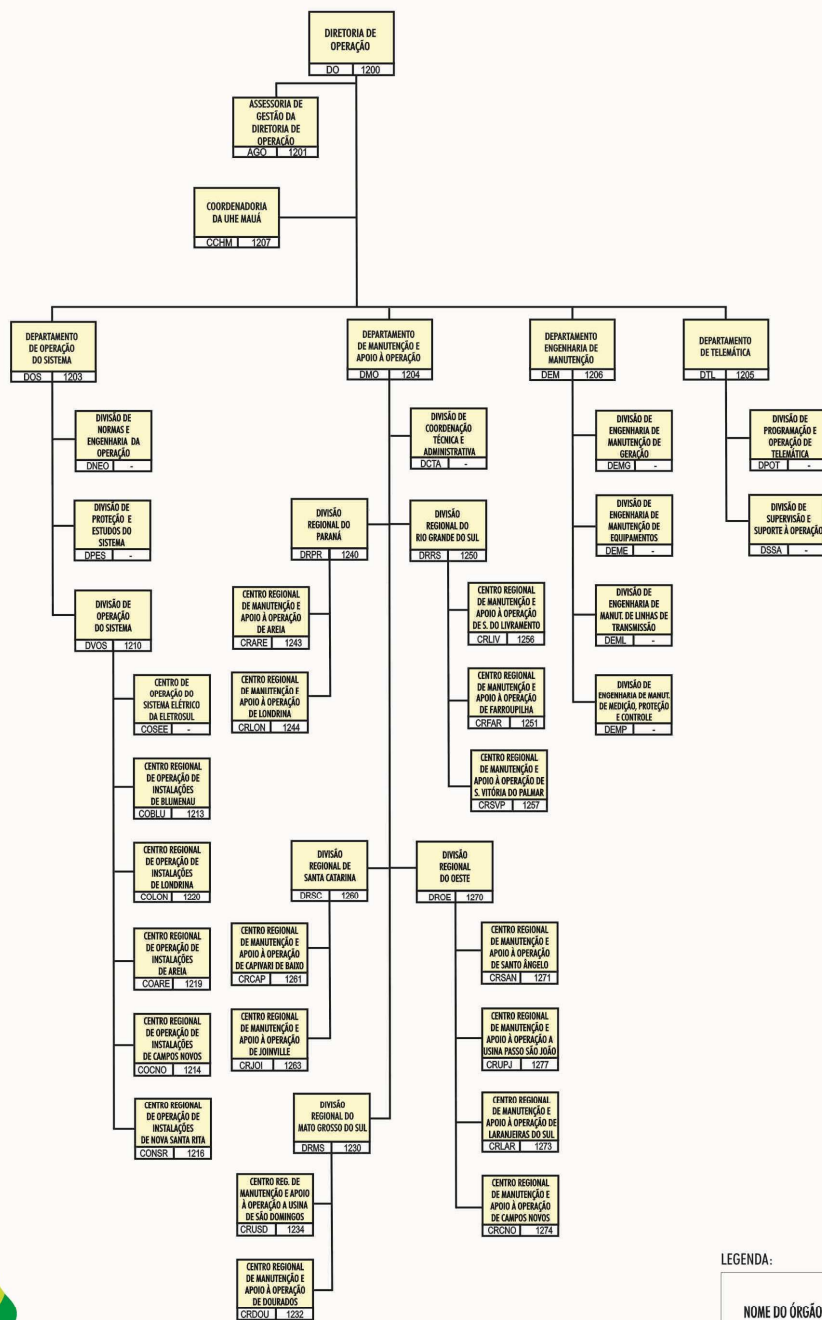 DIRETORIA DE
OPERAÇÃO
DO 1200
ASSESSORIA DE
GESTÃO DA
DIRETORIA DE
OPERAÇÃO
AGO 1201
COORDENADORIA
DA UHE MAUÁ
CCHM 1207
DEPARTAMENTO
DE OPERAÇÃO
DO SISTEMA
DOS 1203
DIVISÃO DE
NORMAS E
ENGENHARIA DA
OPERAÇÃO
DNEO -
DIVISÃO DE
PROTEÇÃO E
ESTUDOS DO
SISTEMA
DPES -
DIVISÃO DE
OPERAÇÃO
DO SISTEMA
DVOS 1210
CENTRO DE
OPERAÇÃO DO
SISTEMA ELÉTRICO
DA ELETROSUL
COSEE -
CENTRO REGIONAL
DE OPERAÇÃO DE
INSTALAÇÕES
DE BLUMENAU
COBLU 1213
CENTRO REGIONAL
DE OPERAÇÃO DE
INSTALAÇÕES
DE LONDRINA
COLON 1220
CENTRO REGIONAL
DE OPERAÇÃO DE
INSTALAÇÕES
DE AREIA
COARE 1219
CENTRO REGIONAL
DE OPERAÇÃO DE
INSTALAÇÕES
DE CAMPOS NOVOS
COCNO 1214
CENTRO REGIONAL
DE OPERAÇÃO DE
INSTALAÇÕES
DE NOVA SANTA RITA
CONSR 1216
DEPARTAMENTO
DE MANUTENÇÃO E
APOIO À OPERAÇÃO
DMO 1204
DIVISÃO DE
COORDENAÇÃO
TÉCNICA E
ADMINISTRATIVA
DCTA -
DIVISÃO
REGIONAL DO
PARANÁ
DRPR 1240
CENTRO REGIONAL
DE MANUTENÇÃO E
APOIO À OPERAÇÃO
DE AREIA
CRARE 1243
CENTRO REGIONAL
DE MANUTENÇÃO E
APOIO À OPERAÇÃO
DE LONDRINA
CRLON 1244
DIVISÃO
REGIONAL DO
RIO GRANDE DO SUL
DRRS 1250
CENTRO REGIONAL
DE MANUTENÇÃO E
APOIO À OPERAÇÃO
DE S. DO LIVRAMENTO
CRLIV 1256
CENTRO REGIONAL
DE MANUTENÇÃO E
APOIO À OPERAÇÃO
DE FARROUPILHA
CRFAR 1251
CENTRO REGIONAL
DE MANUTENÇÃO E
APOIO À OPERAÇÃO DE
S. VITÓRIA DO PALMAR
CRSVP 1257
DIVISÃO
REGIONAL DE
SANTA CATARINA
DRSC 1260
CENTRO REGIONAL
DE MANUTENÇÃO E
APOIO À OPERAÇÃO
DE CAPIVARI DE BAIXO
CRCAP 1261
CENTRO REGIONAL
DE MANUTENÇÃO E
APOIO À OPERAÇÃO
DE JOINVILLE
CRJOI 1263
DIVISÃO
REGIONAL
DO OESTE
DROE 1270
CENTRO REGIONAL
DE MANUTENÇÃO E
APOIO À OPERAÇÃO
DE SANTO ÂNGELO
CRSAN 1271
CENTRO REGIONAL
DE MANUTENÇÃO E
APOIO À OPERAÇÃO A
USINA PASSO SÃO JOÃO
CRUPJ 1277
CENTRO REGIONAL
DE MANUTENÇÃO E
APOIO À OPERAÇÃO DE
LARANJEIRAS DO SUL
CRLAR 1273
CENTRO REGIONAL
DE MANUTENÇÃO E
APOIO À OPERAÇÃO
DE CAMPOS NOVOS
CRCNO 1274
DIVISÃO
REGIONAL DO
MATO GROSSO DO SUL
DRMS 1230
CENTRO REG. DE
MANUTENÇÃO E APOIO
À OPERAÇÃO A USINA
DE SÃO DOMINGOS
CRUSD 1234
CENTRO REGIONAL
DE MANUTENÇÃO E
APOIO À OPERAÇÃO
DE DOURADOS
CRDOU 1232
DEPARTAMENTO
ENGENHARIA DE
MANUTENÇÃO
DEM 1206
DIVISÃO DE
ENGENHARIA DE
MANUTENÇÃO DE
GERAÇÃO
DEMG -
DIVISÃO DE
ENGENHARIA DE
MANUTENÇÃO DE
EQUIPAMENTOS
DEME -
DIVISÃO DE
ENGENHARIA DE
MANUT. DE LINHAS DE
TRANSMISSÃO
DEML -
DIVISÃO DE
ENGENHARIA DE MANUT.
DE MEDIÇÃO, PROTEÇÃO
E CONTROLE
DEMP -
DEPARTAMENTO
DE TELEMÁTICA
DTL 1205
DIVISÃO DE
PROGRAMAÇÃO E
OPERAÇÃO DE
TELEMÁTICA
DPOT -
DIVISÃO DE
SUPERVISÃO E
SUPORTE À OPERAÇÃO
DSSA -
LEGENDA:
NOME DO ÓRGÃO